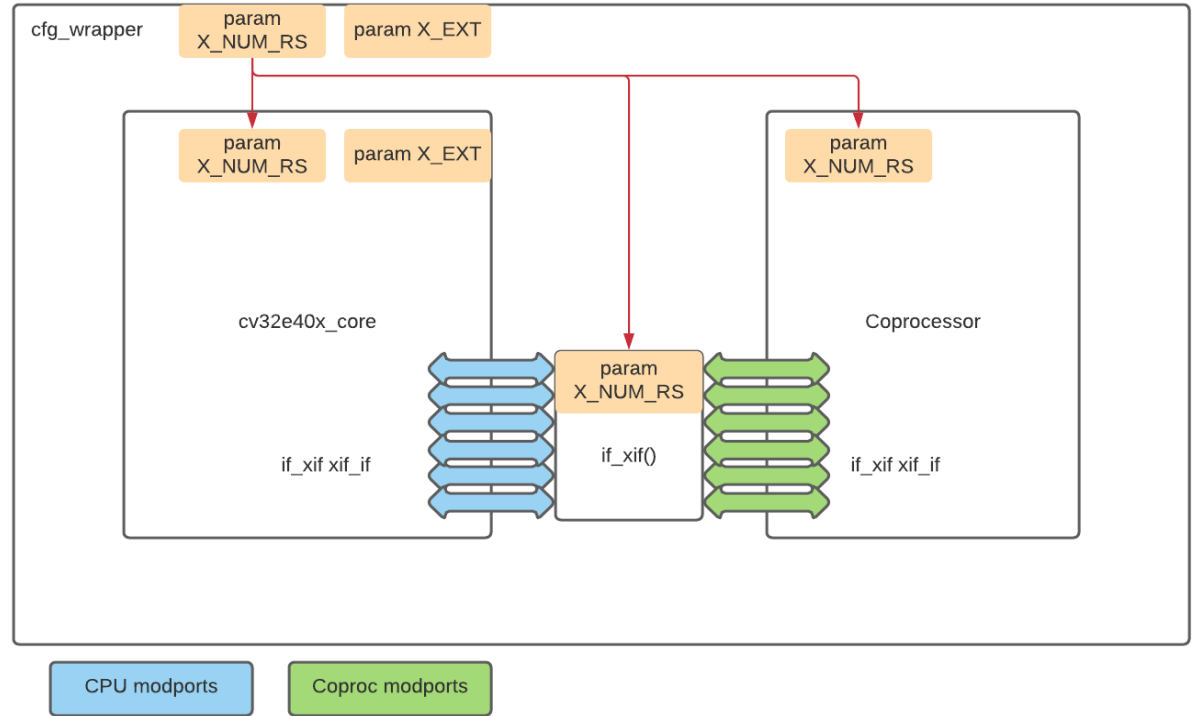 cfg_wrapper
param
X_NUM_RS
param X_EXT
param
X_NUM_RS
param X_EXT
param
X_NUM_RS
cv32e40x_core
Coprocessor
param
X_NUM_RS
if_xif xif_if
if_xif()
if_xif xif_if
CPU modports
Coproc modports